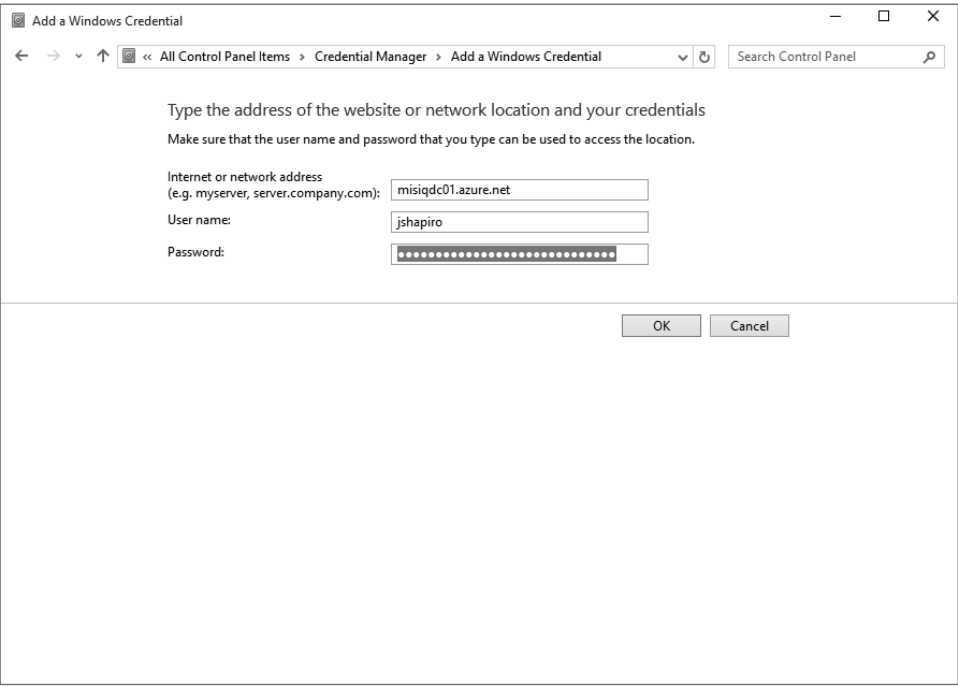 Add a Windows Credential
« All Control Panel Items › Credential Manager › Add a Windows Credential
Search Control Panel
Type the address of the website or network location and your credentials
Make sure that the user name and password that you type can be used to access the location.
Internet or network address
(e.g. myserver, server.company.com):
misiqdc01.azure.net
User name:
jshapiro
Password:
OK
Cancel